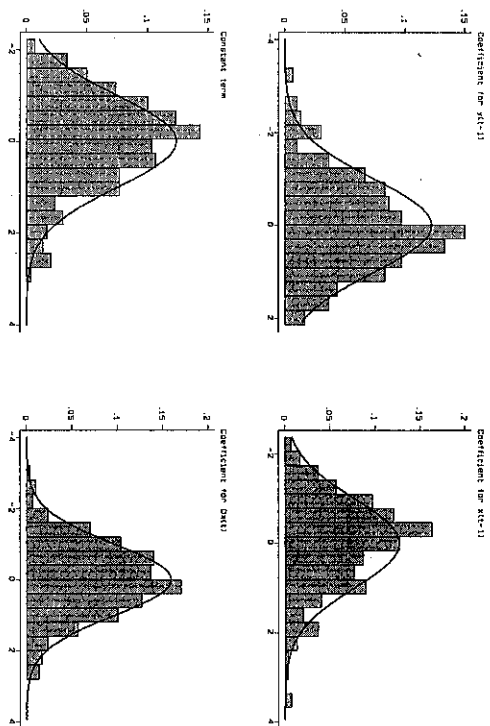 Coefficient for y(t-1)
.15
.1
.05
0
-4 -2 0 2
Coefficient for x(t-1)
.2
.15
.1
.05
0
-2 0 2 4
Constant term
.15
.1
.05
0
-2 0 2 4
Coefficient for Dx(t)
.2
.15
.1
.05
0
-4 -2 0 2 4